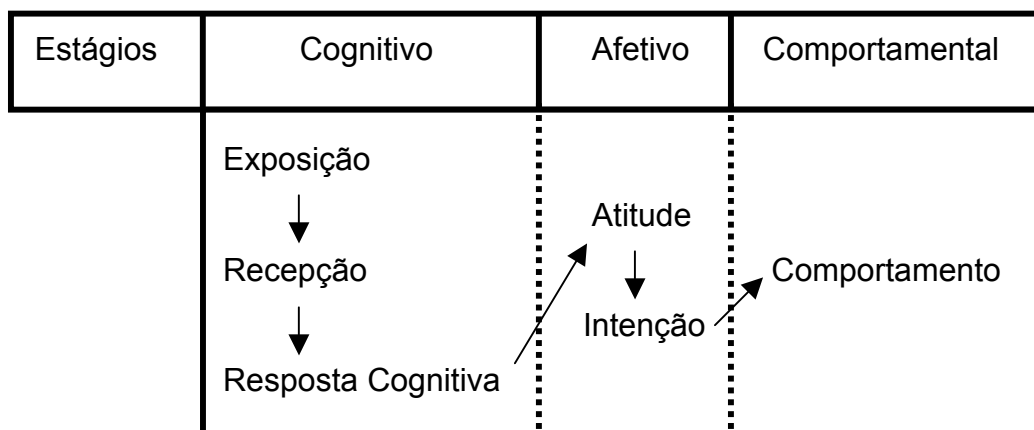 Estágios Cognitivo Afetivo Comportamental
Exposição
Recepção
Resposta Cognitiva
Atitude
Intenção
Comportamento